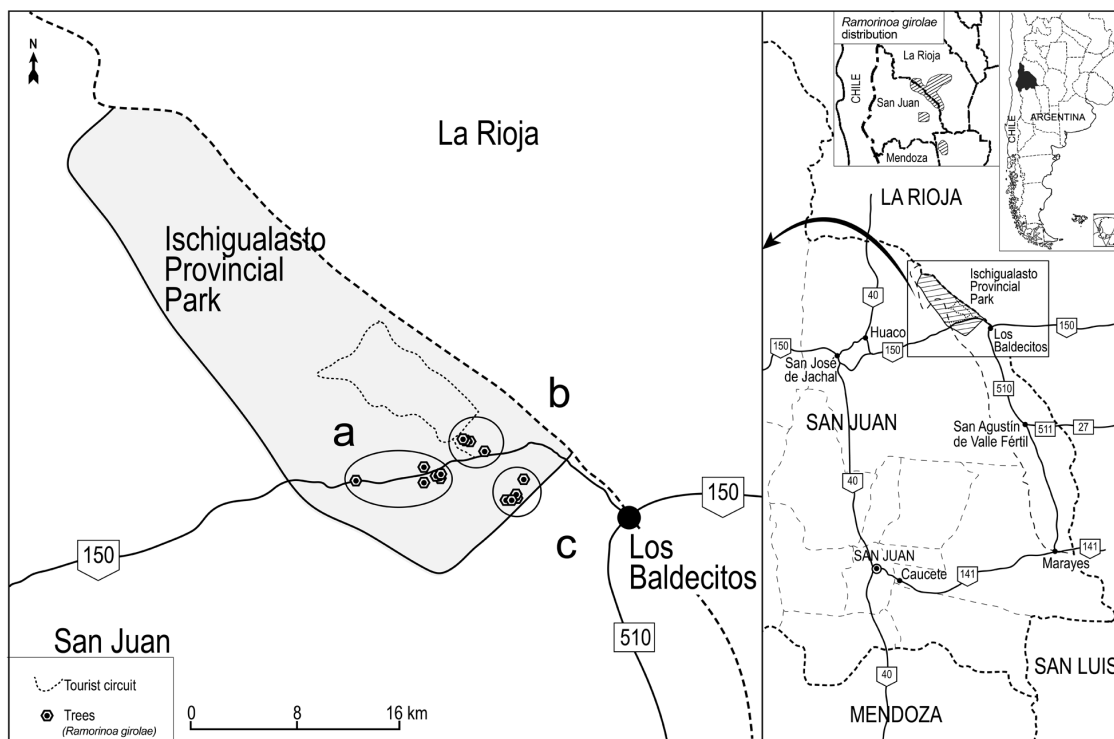 N
La Rioja
Ischigualasto
Provincial
Park
a
b
c
150
150
Los
Baldecitos
510
San Juan
Tourist circuit
Trees
(Ramorinoa girolae)
0 8 16 km
Ramorinoa girolae
distribution
La Rioja
CHILE
San Juan
Mendoza
CHILE
ARGENTINA
LA RIOJA
40
Ischigualasto
Provincial
Park
Huaco
150
150
150
Los
Baldecitos
San José
de Jachal
510
SAN JUAN
San Agustín
de Valle Fértil
511
27
40
SAN JUAN
Caucete
141
Marayes
141
40
SAN LUIS
MENDOZA